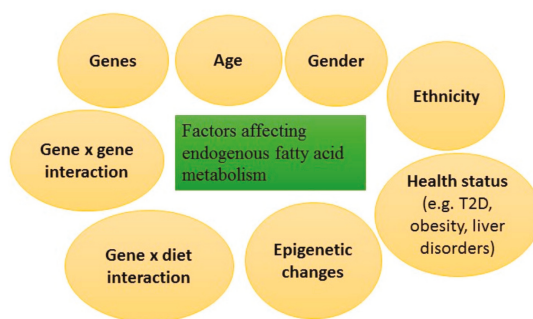 Genes
Age
Gender
Ethnicity
Factors affecting
endogenous fatty acid
metabolism
Gene x gene
interaction
Health status
(e.g. T2D,
obesity, liver
disorders)
Gene x diet
interaction
Epigenetic
changes